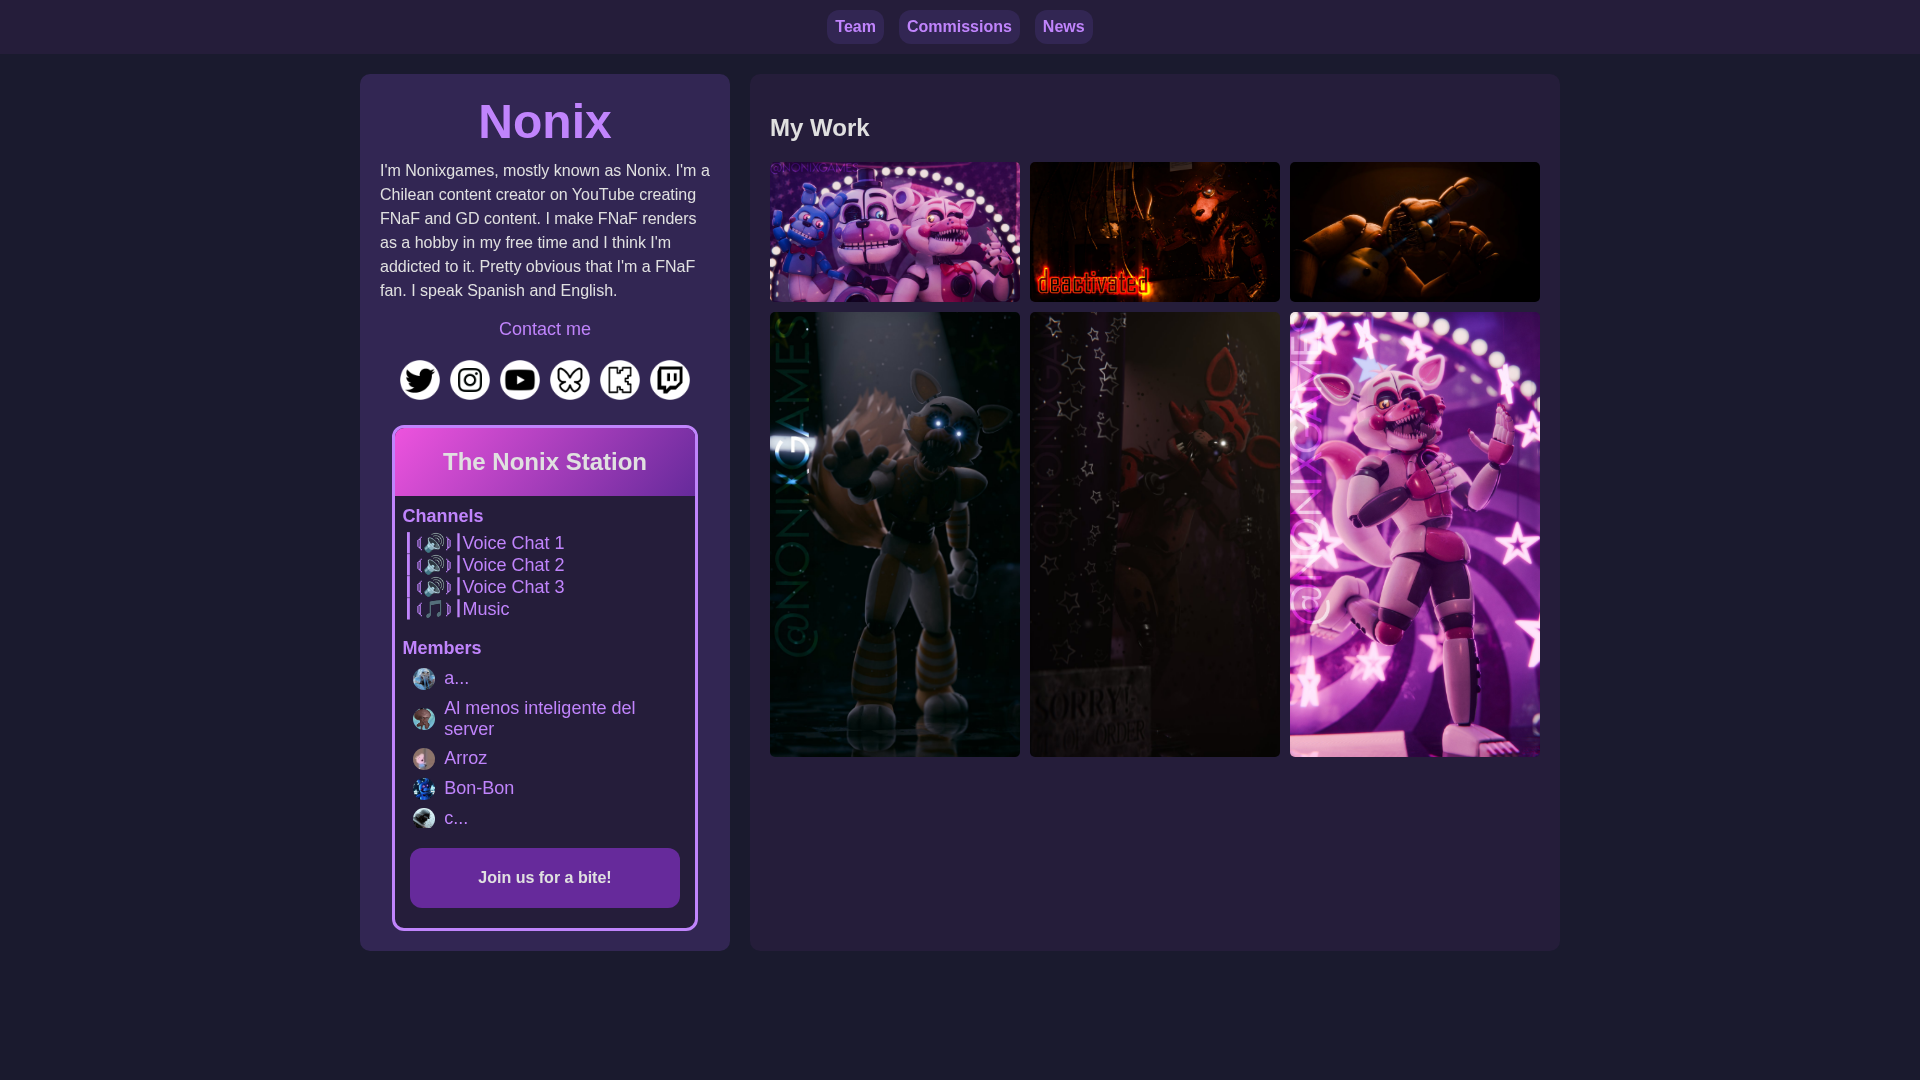 Team
Commissions
News
Nonix
I'm Nonixgames, mostly known as Nonix. I'm a
Chilean content creator on YouTube creating
FNaF and GD content. I make FNaF renders
as a hobby in my free time and I think I'm
addicted to it. Pretty obvious that I'm a FNaF
fan. I speak Spanish and English.
Contact me
The Nonix Station
Channels
┃⦗🔊⦘┃Voice Chat 1
┃⦗🔊⦘┃Voice Chat 2
┃⦗🔊⦘┃Voice Chat 3
┃⦗🎵⦘┃Music
Members
a...
Al menos inteligente del
server
Arroz
Bon-Bon
c...
Join us for a bite!
My Work
deactivated
@NONIXGAMES
SORRY!
ORDER
@NONIXGAME